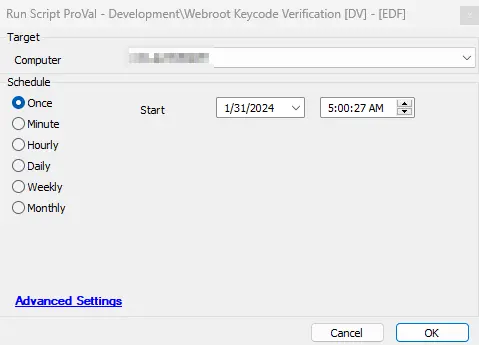 Run Script ProVal - Development\Webroot Keycode Verification [DV] - [EDF]
Target
Computer
Schedule
Once
Start 1/31/2024 5:00:27 AM
Minute
Hourly
Daily
Weekly
Monthly
Advanced Settings
Cancel OK